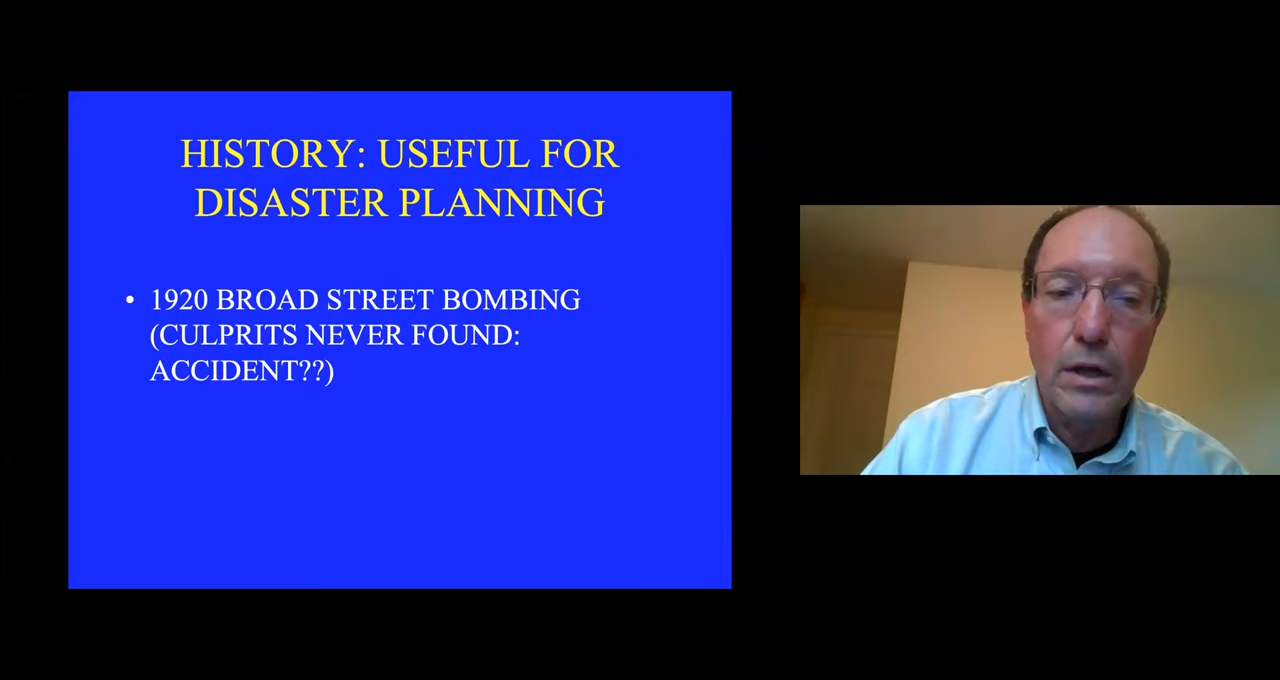 HISTORY: USEFUL FOR
DISASTER PLANNING
• 1920 BROAD STREET BOMBING
(CULPRITS NEVER FOUND:
ACCIDENT??)